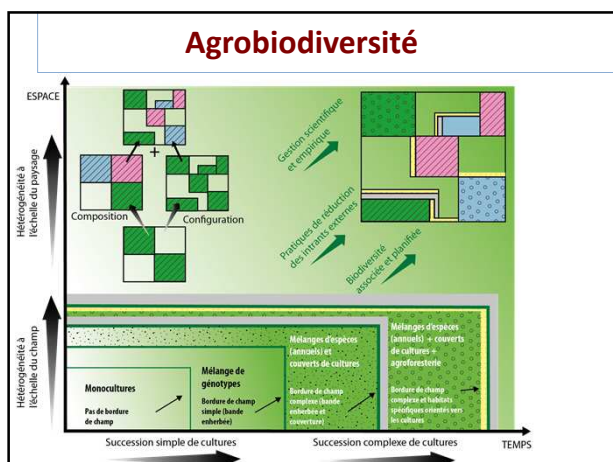 Agrobiodiversité
ESPACE
Hétérogénéité à
l'échelle du paysage
+
Composition
Configuration
Gestion scientifique
et empirique
Pratiques de réduction
des intrants externes
Biodiversité
associée et planifiée
Hétérogénéité à
l'échelle du champ
Monocultures
Pas de bordure
de champ
Mélange de
génotypes
Bordure de champ
simple (bande
enherbée)
Mélanges d'espèces
(annuels) et
couverts de cultures
Bordure de champ
complexe (bande
enherbée et
couverture)
Mélanges d'espèces
(annuels) + couverts
de cultures +
agroforesterie
Bordure de champ
complexe et habitats
spécifiques orientés vers
les cultures
Succession simple de cultures
Succession complexe de cultures
TEMPS